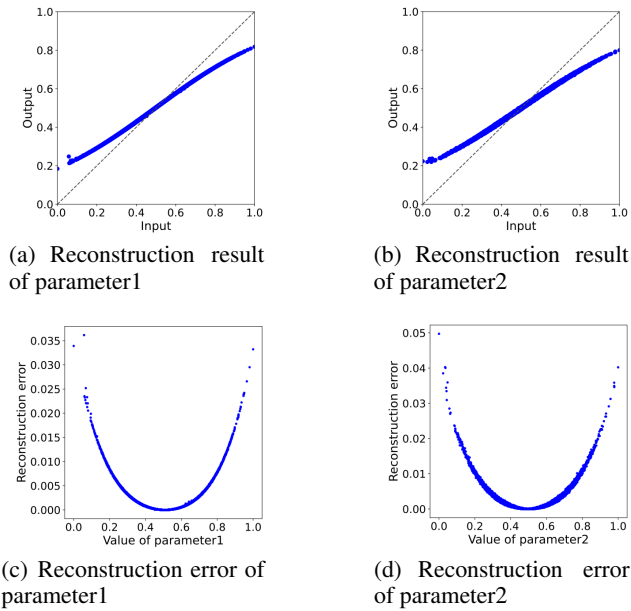 1.0
0.8
0.6
0.4
0.2
0.0
Output
0.0 0.2 0.4 0.6 0.8 1.0
Input
(a) Reconstruction result
of parameter1
1.0
0.8
0.6
0.4
0.2
0.0
Output
0.0 0.2 0.4 0.6 0.8 1.0
Input
(b) Reconstruction result
of parameter2
0.035
0.030
0.025
0.020
0.015
0.010
0.005
0.000
Reconstruction error
0.0 0.2 0.4 0.6 0.8 1.0
Value of parameter1
(c) Reconstruction error of
parameter1
0.05
0.04
0.03
0.02
0.01
0.00
Reconstruction error
0.0 0.2 0.4 0.6 0.8 1.0
Value of parameter2
(d) Reconstruction error
of parameter2